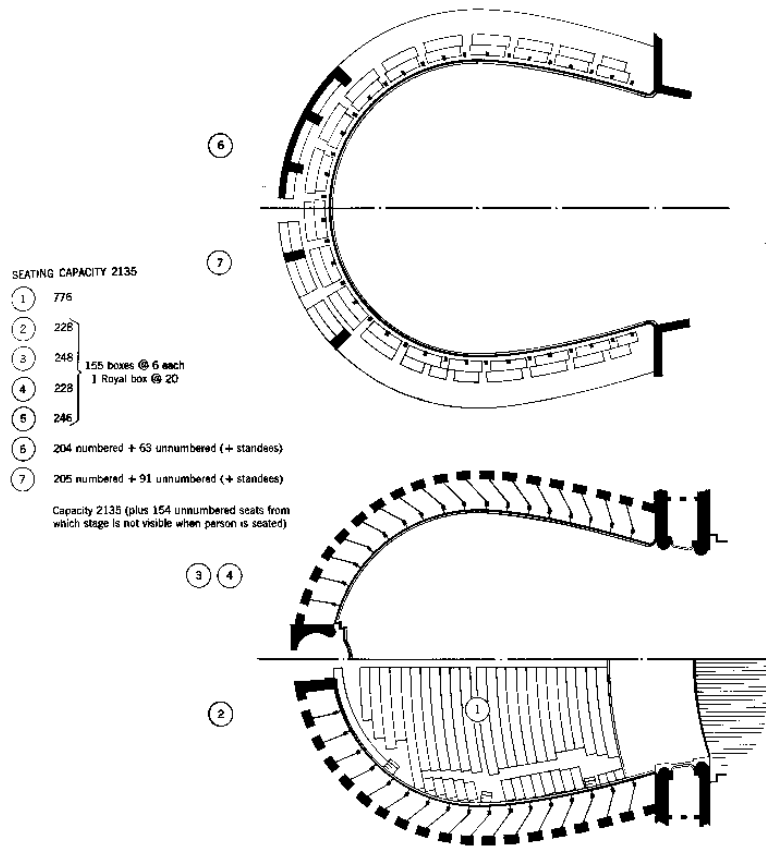 6
7
SEATING CAPACITY 2135
1 776
2 228
3 248
155 boxes @ 6 each
1 Royal box @ 20
4 228
5 246
6 204 numbered + 63 unnumbered (+ standees)
7 205 numbered + 91 unnumbered (+ standees)
Capacity 2135 (plus 154 unnumbered seats from
which stage is not visible when person is seated)
3 4
2
1